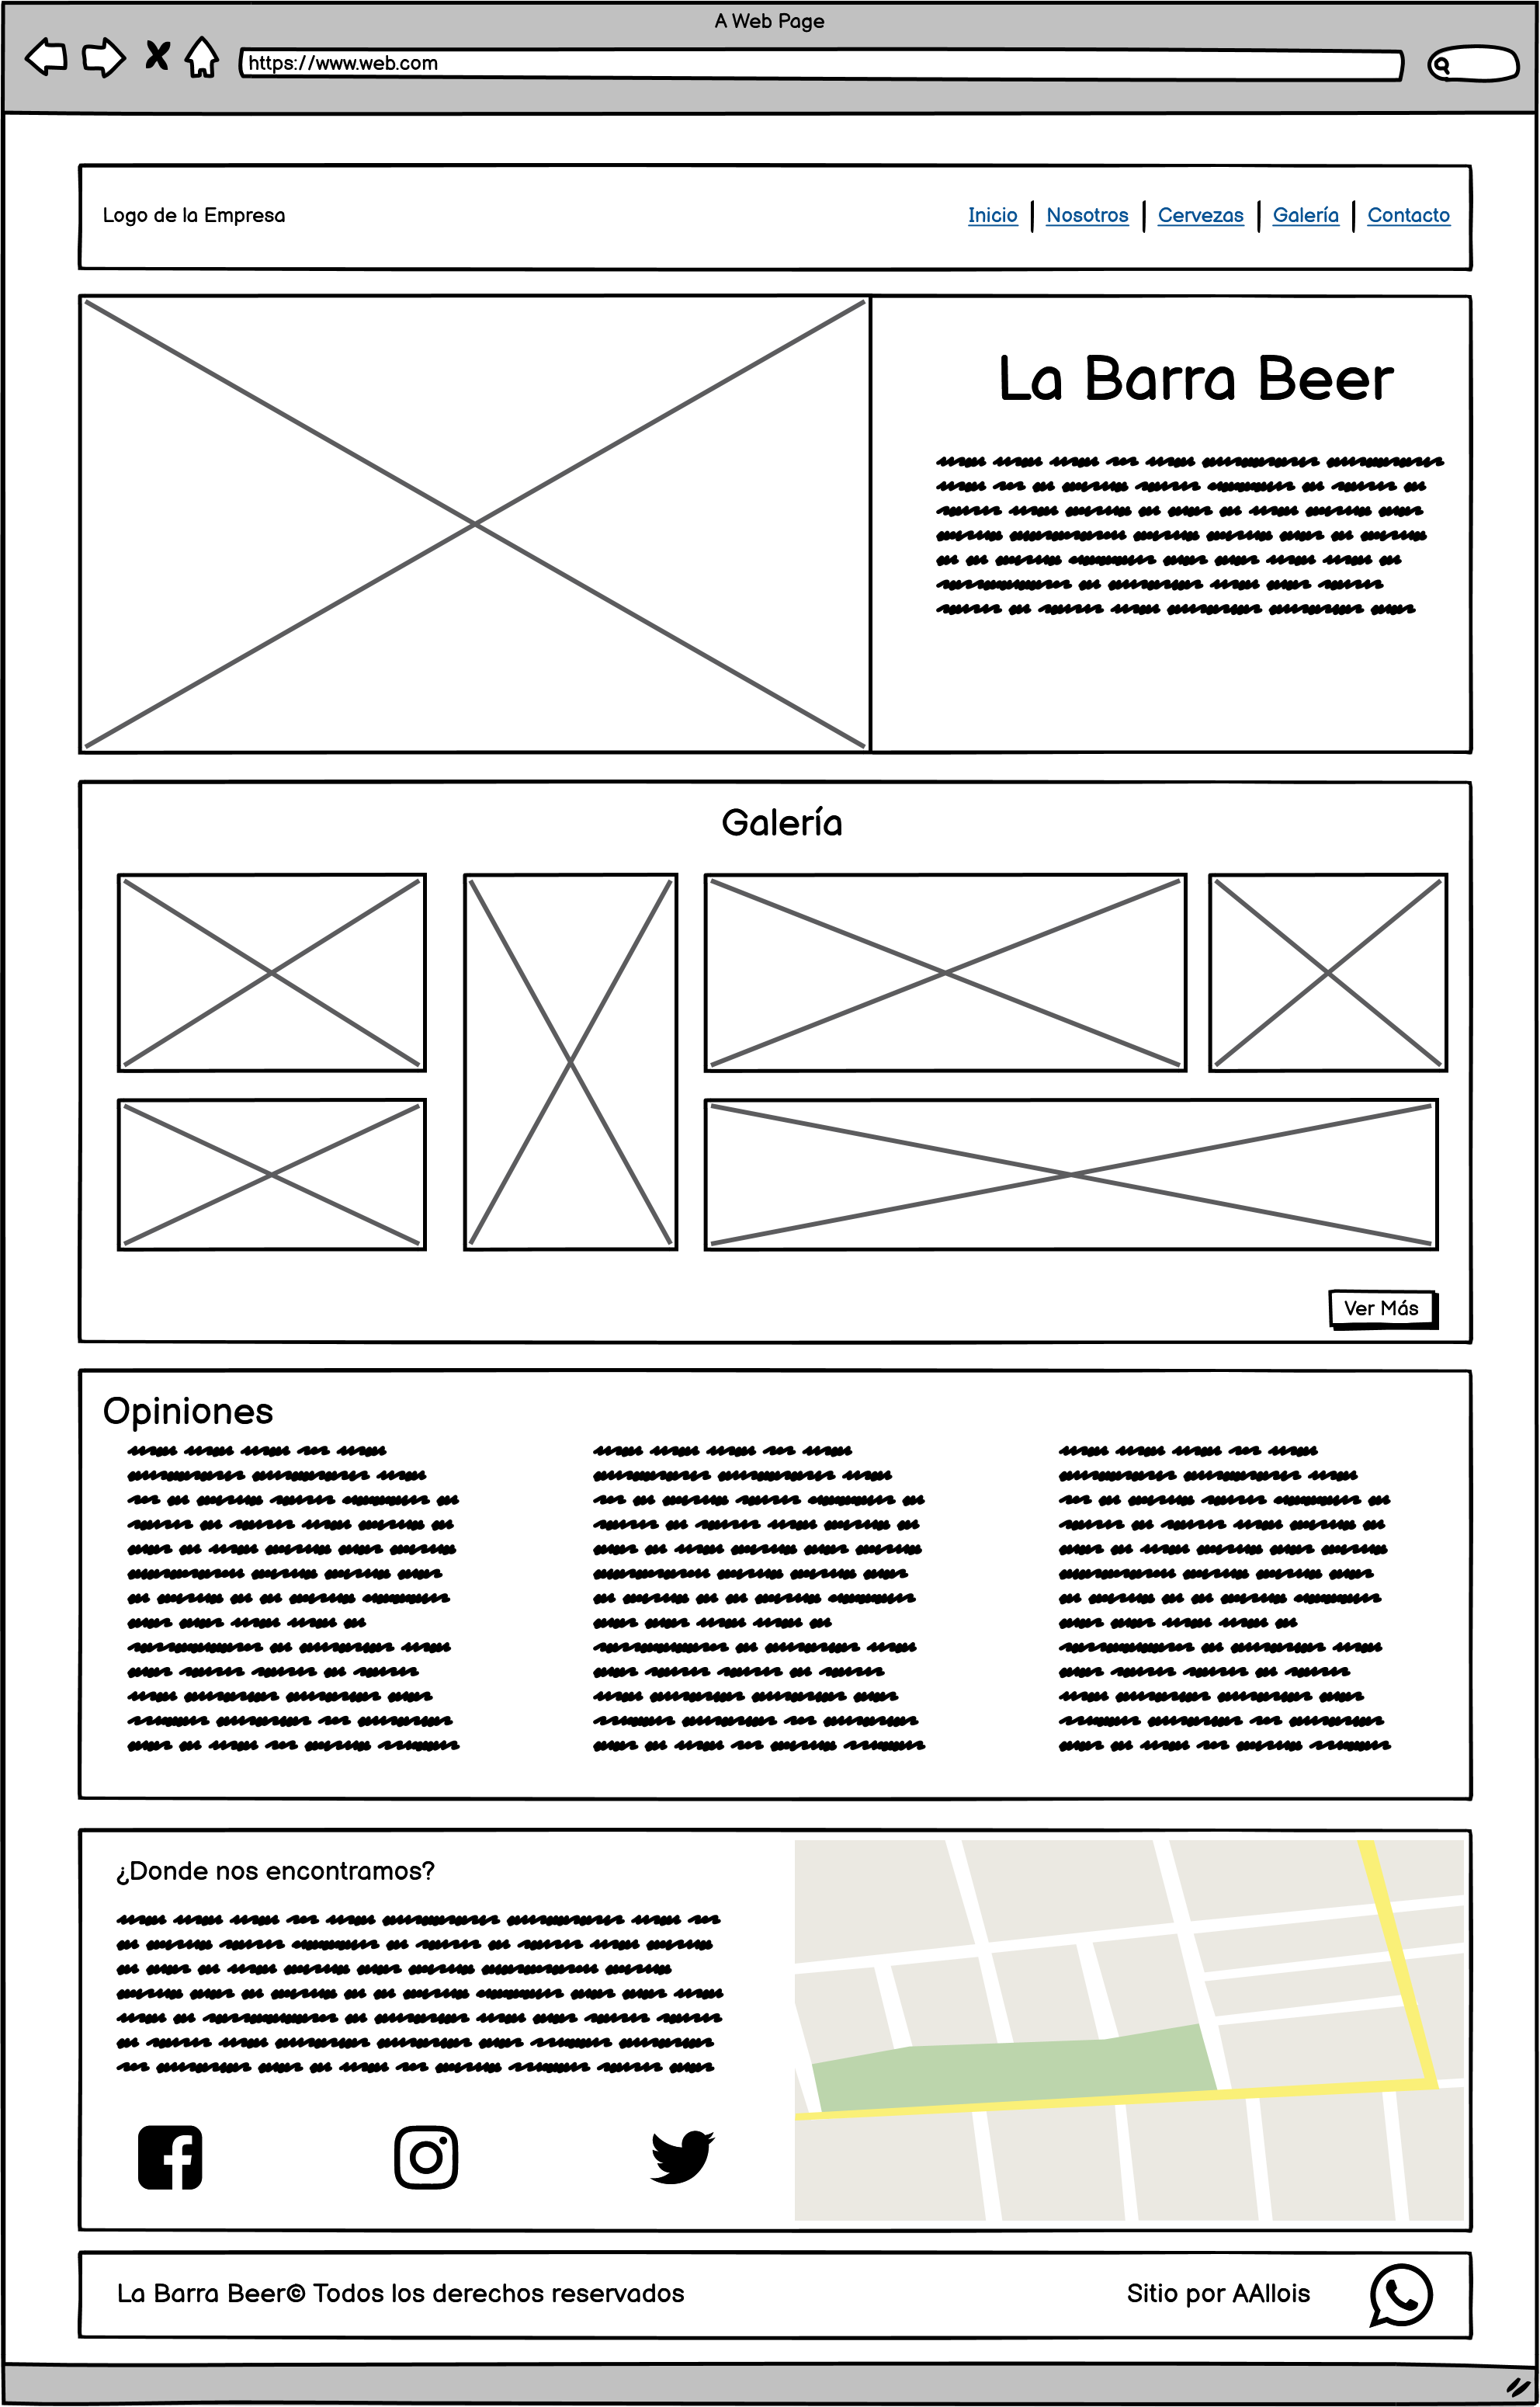 A Web Page
https://www.web.com
Logo de la Empresa
Inicio | Nosotros | Cervezas | Galería | Contacto
La Barra Beer
Galería
Ver Más
Opiniones
¿Donde nos encontramos?
La Barra Beer© Todos los derechos reservados
Sitio por AAllois